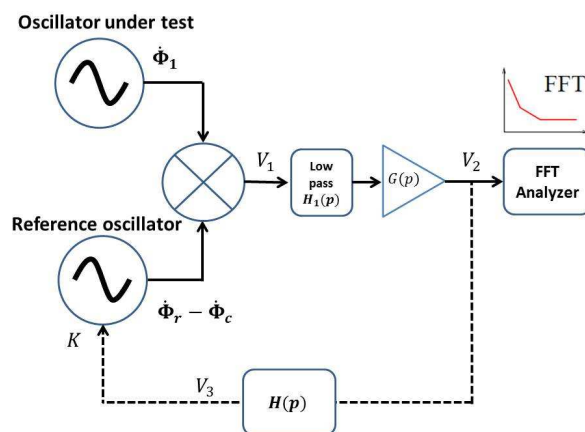 Oscillator under test
Φ̇₁
FFT
V₁
Low
pass
H₁(p)
G(p)
V₂
FFT
Analyzer
Reference oscillator
Φ̇ᵣ − Φ̇꜀
K
V₃
H(p)